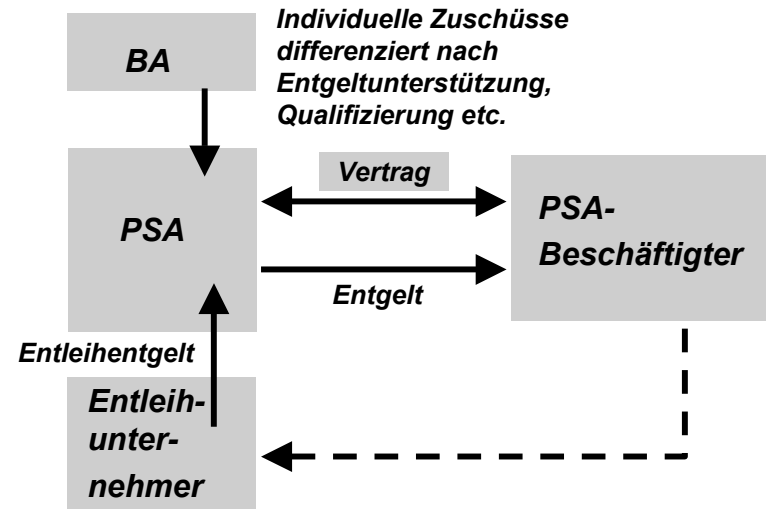 BA
Individuelle Zuschüsse
differenziert nach
Entgeltunterstützung,
Qualifizierung etc.
PSA
Vertrag
PSA-
Beschäftigter
Entgelt
Entleihentgelt
Entleih-
unter-
nehmer